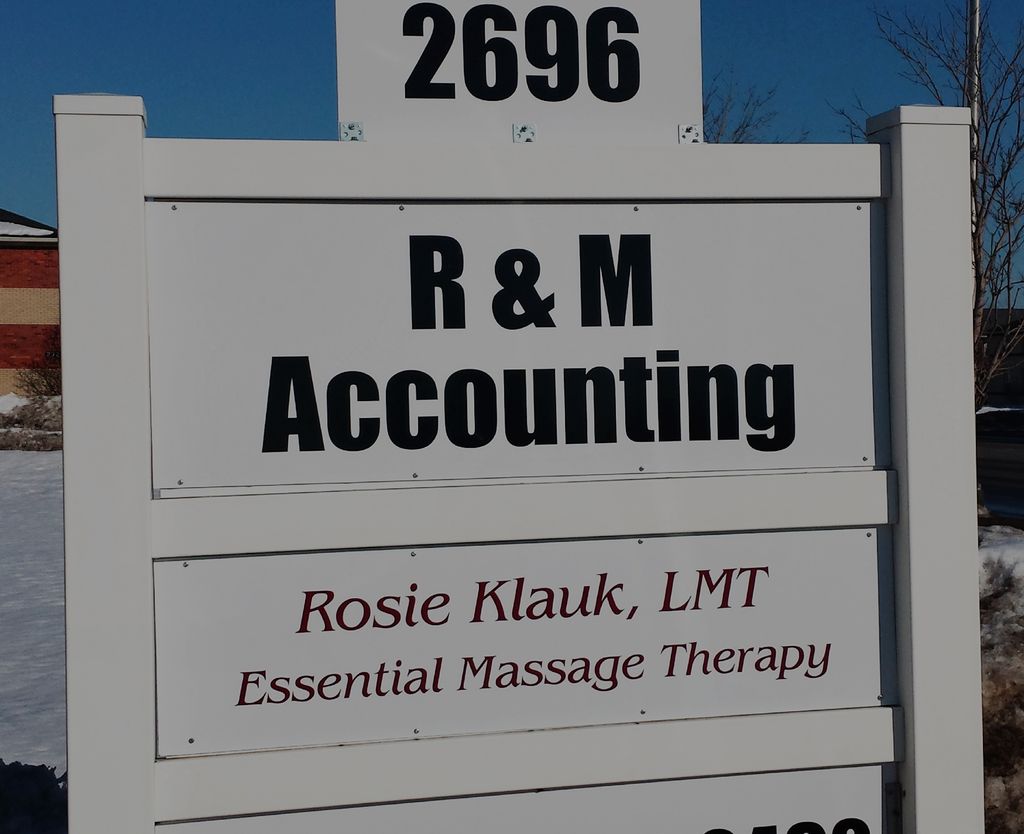 2696
R & M
Accounting
Rosie Klauk, LMT
Essential Massage Therapy